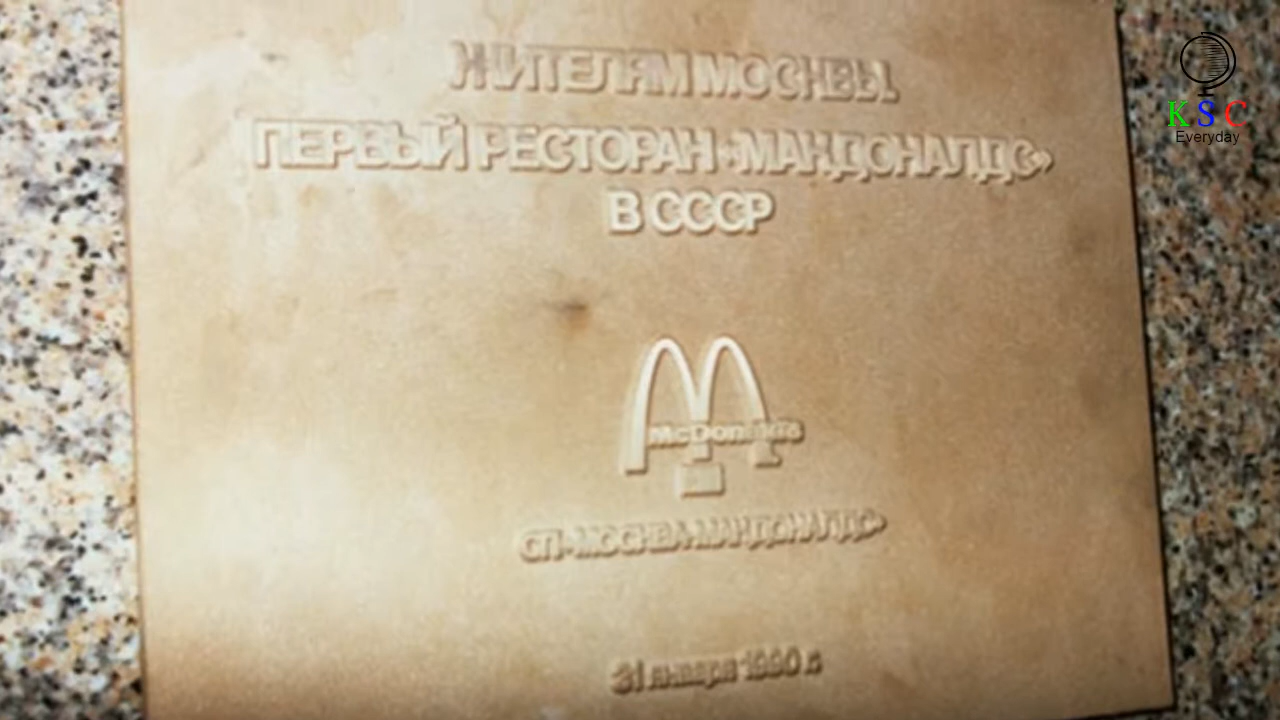 ЖИТЕЛЯМ МОСКВЫ
ПЕРВЫЙ РЕСТОРАН «МАКДОНАЛДС»
В СССР
McDonald's
СП «МОСКВА-МАКДОНАЛДС»
31 января 1990 г.
K S C
Everyday